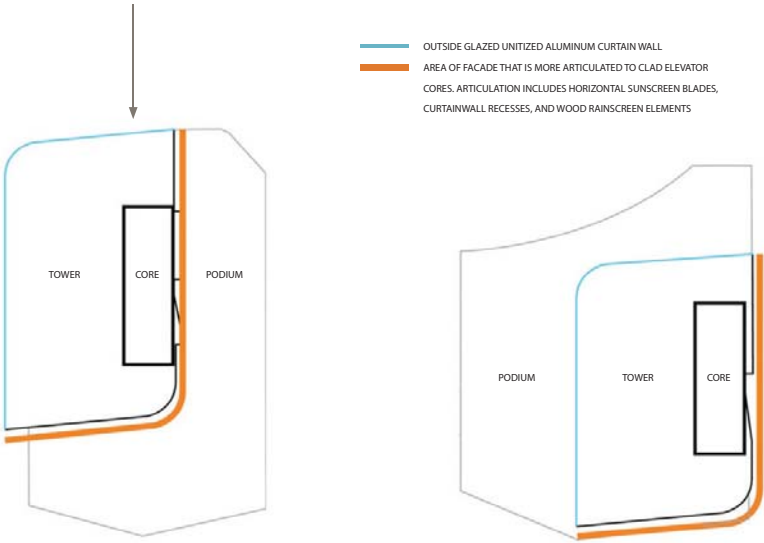 OUTSIDE GLAZED UNITIZED ALUMINUM CURTAIN WALL
AREA OF FACADE THAT IS MORE ARTICULATED TO CLAD ELEVATOR
CORES. ARTICULATION INCLUDES HORIZONTAL SUNSCREEN BLADES,
CURTAINWALL RECESSES, AND WOOD RAINSCREEN ELEMENTS
TOWER
CORE
PODIUM
PODIUM
TOWER
CORE